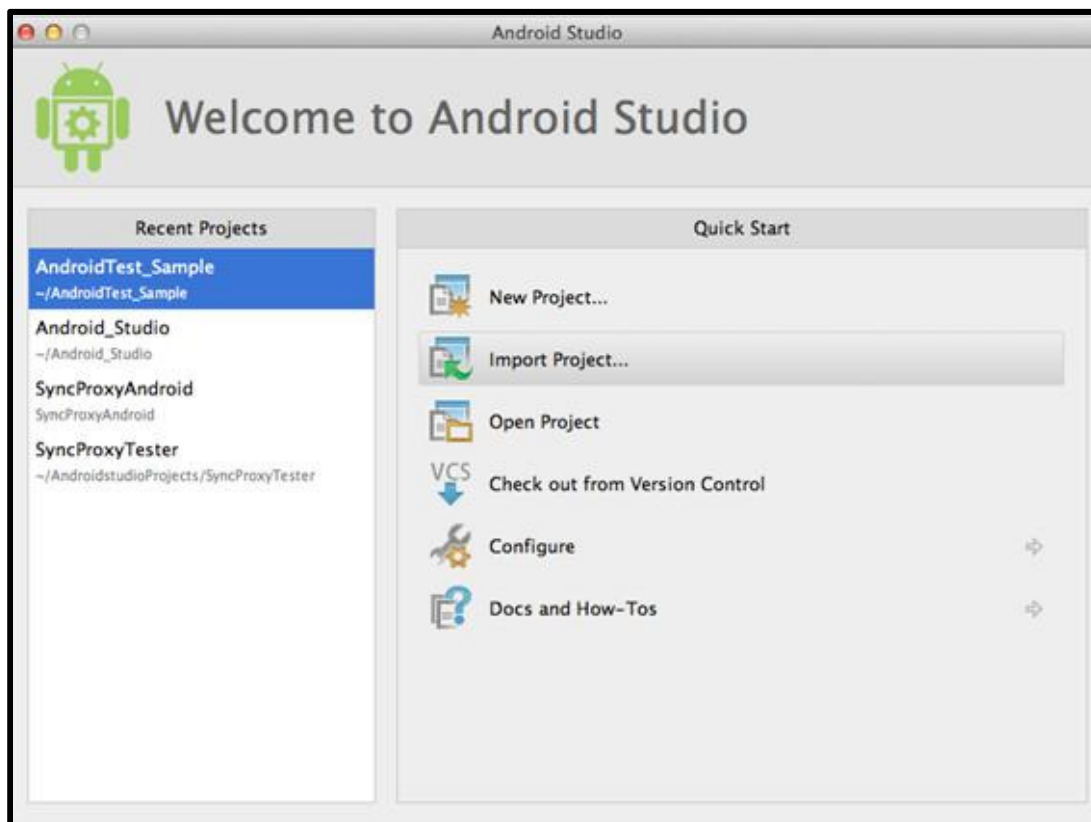 Android Studio
Welcome to Android Studio
Recent Projects
AndroidTest_Sample
~/AndroidTest_Sample
Android_Studio
~/Android_Studio
SyncProxyAndroid
SyncProxyAndroid
SyncProxyTester
~/AndroidstudioProjects/SyncProxyTester
Quick Start
New Project...
Import Project...
Open Project
VCS
Check out from Version Control
Configure
Docs and How-Tos